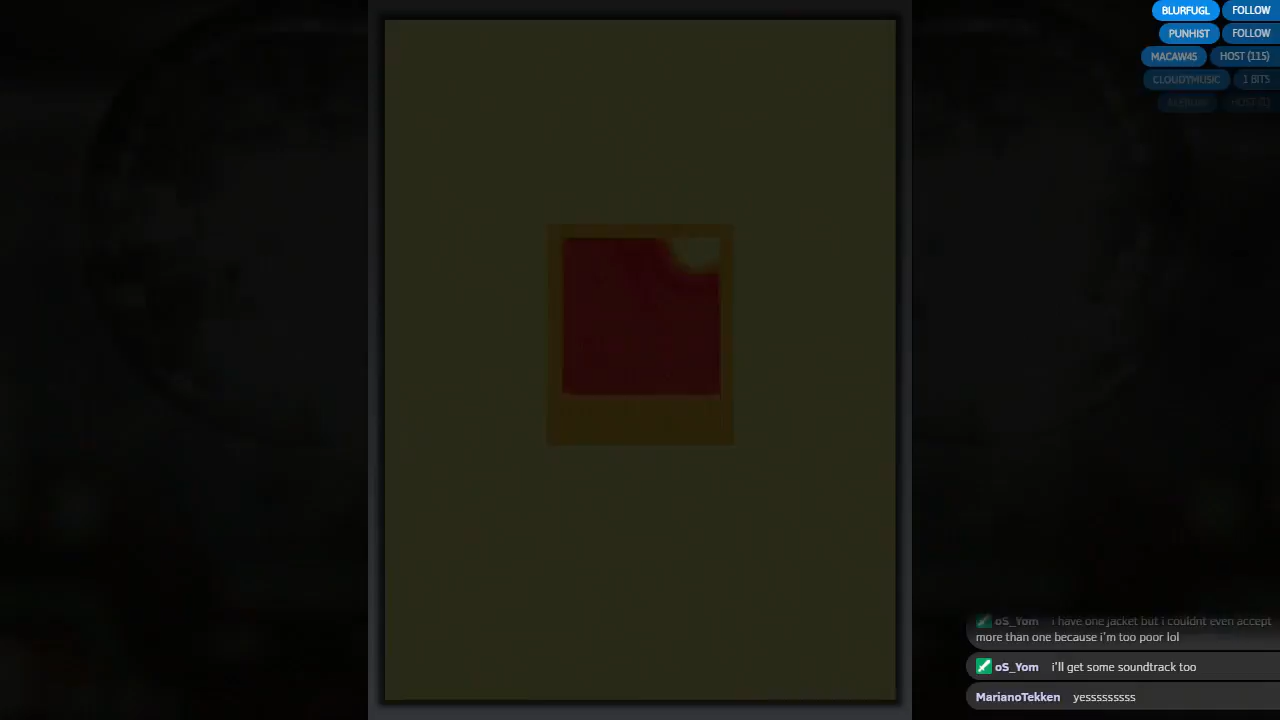 BLURFUGL FOLLOW
PUNHIST FOLLOW
MACAW45 HOST (115)
CLOUDYMUSIC 1 BITS
oS_Yom i have one jacket but i couldnt even accept
more than one because i'm too poor lol
oS_Yom i'll get some soundtrack too
MarianoTekken yesssssssss